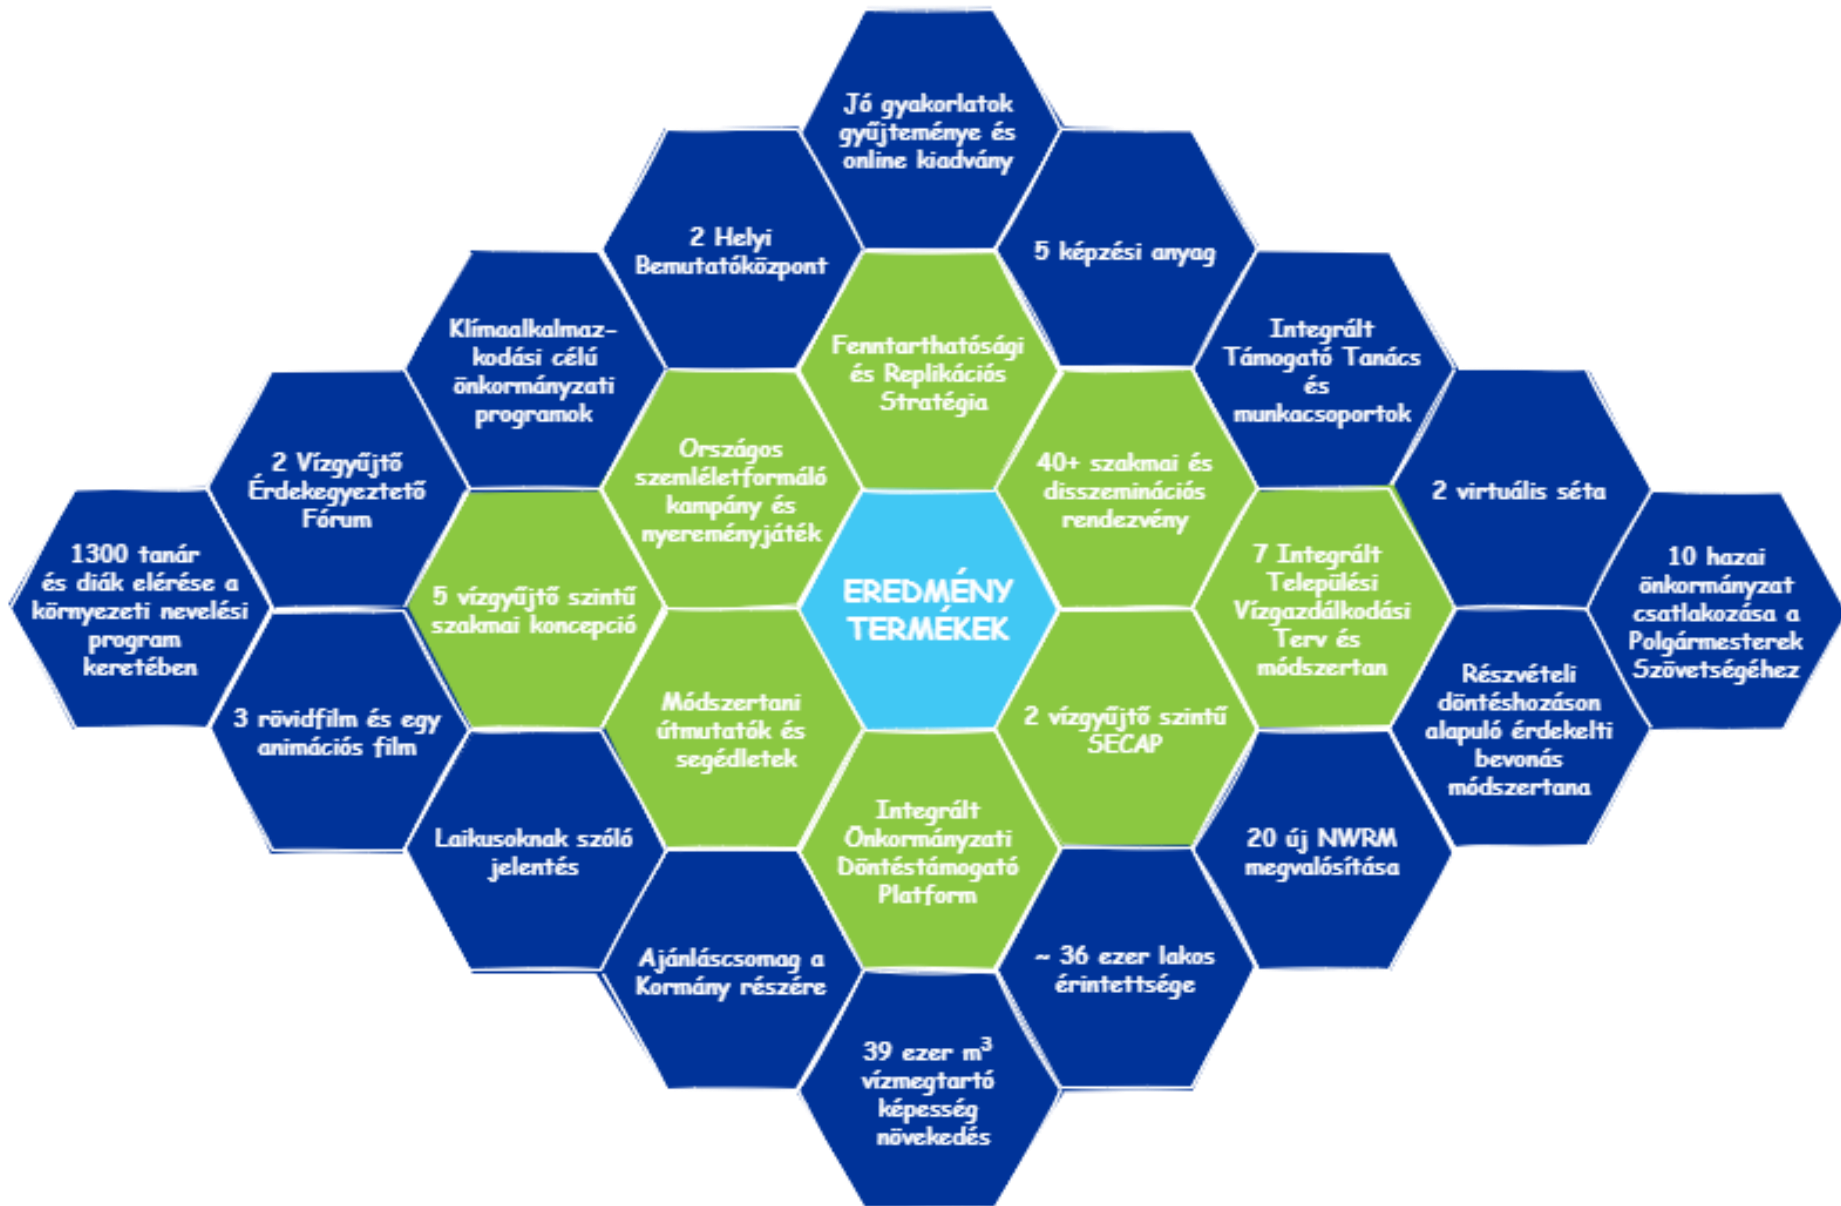 Jó gyakorlatok
gyűjteménye és
online kiadvány
2 Helyi
Bemutatóközpont
5 képzési anyag
Klímaalkalmaz-
kodási célú
önkormányzati
programok
Fenntarthatósági
és Replikációs
Stratégia
Integrált
Támogató Tanács
és
munkacsoportok
2 Vízgyűjtő
Érdekegyeztető
Fórum
Országos
szemléletformáló
kampány és
nyereményjáték
40+ szakmai és
disszeminációs
rendezvény
2 virtuális séta
1300 tanár
és diák elérése a
környezeti nevelési
program
keretében
5 vízgyűjtő szintű
szakmai koncepció
EREDMÉNY
TERMÉKEK
7 Integrált
Települési
Vízgazdálkodási
Terv és
módszertan
10 hazai
önkormányzat
csatlakozása a
Polgármesterek
Szövetségéhez
3 rövidfilm és egy
animációs film
Módszertani
útmutatók és
segédletek
2 vízgyűjtő szintű
SECAP
Részvételi
döntéshozáson
alapuló érdekelti
bevonás
módszertana
Laikusoknak szóló
jelentés
Integrált
Önkormányzati
Döntéstámogató
Platform
20 új NWRM
megvalósítása
Ajánláscsomag a
Kormány részére
~ 36 ezer lakos
érintettsége
39 ezer m³
vízmegtartó
képesség
növekedés